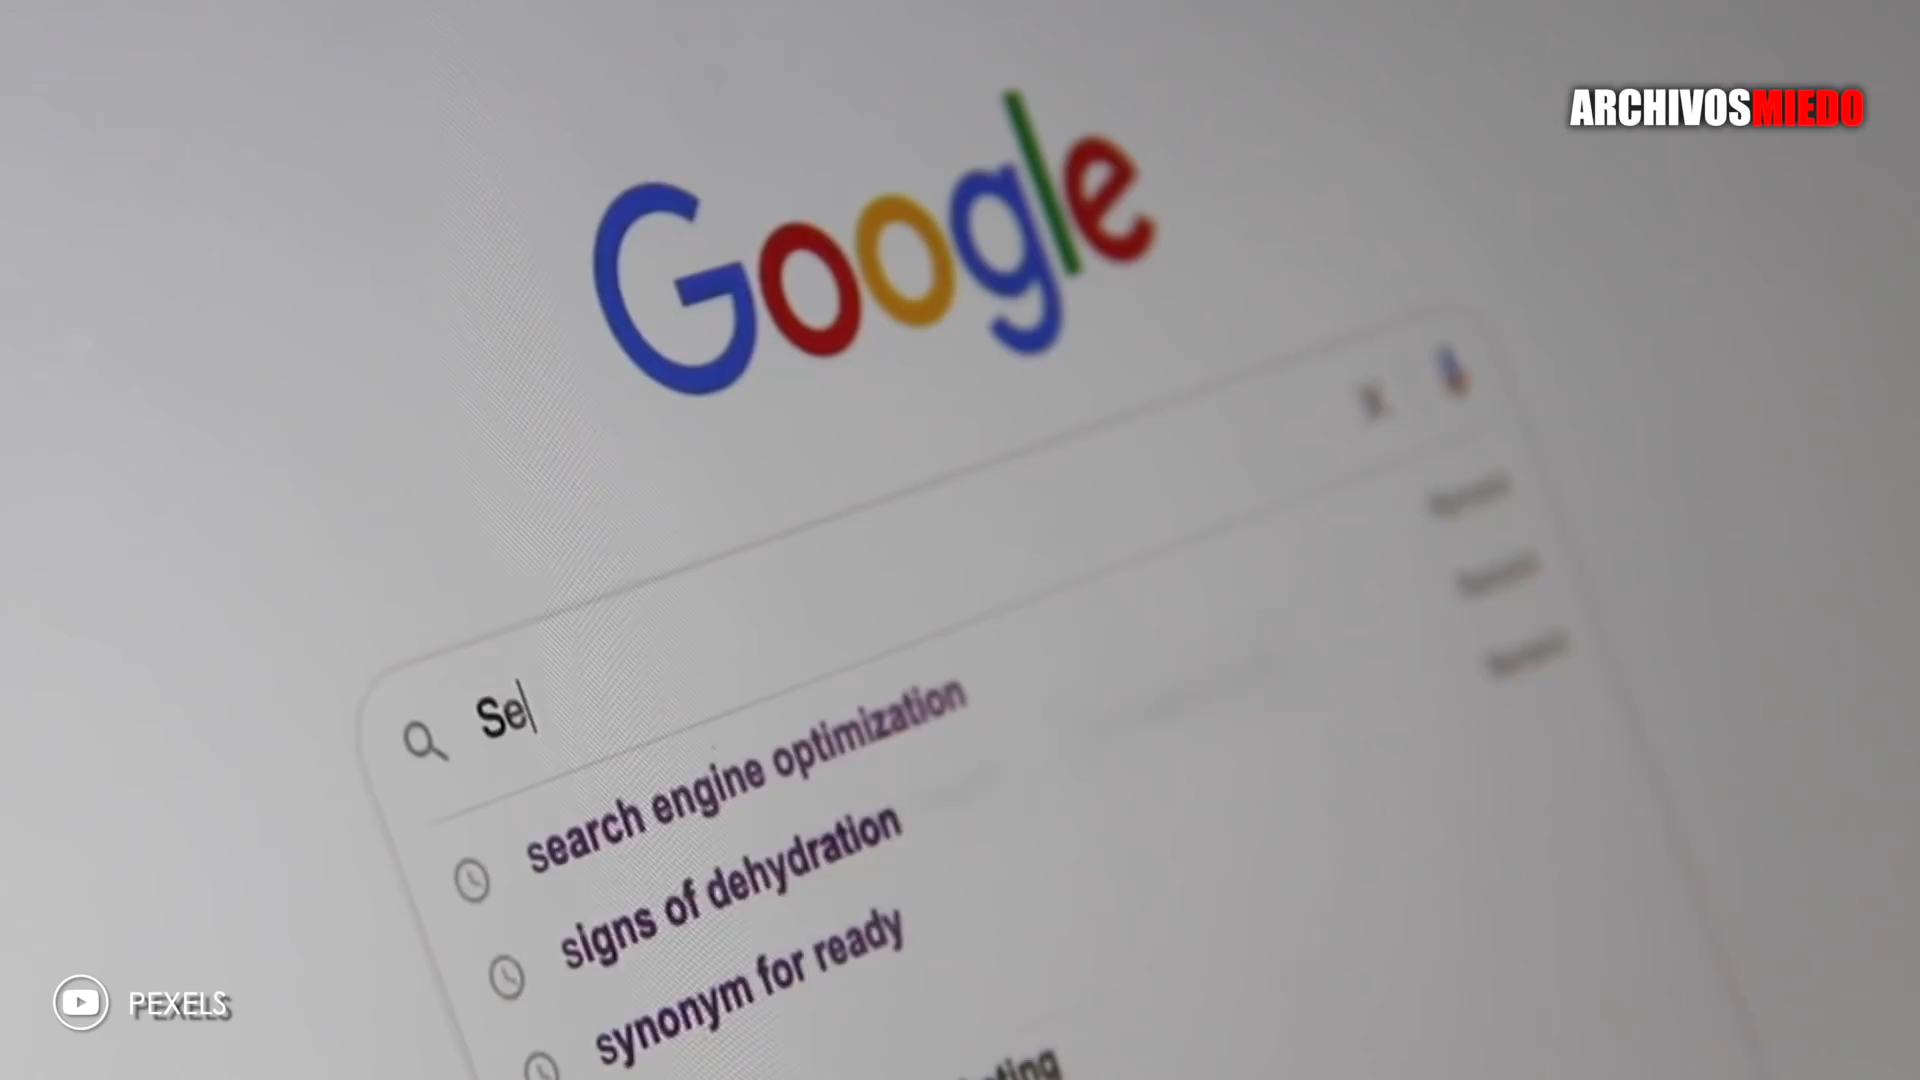 ARCHIVOSMIEDO
Google
Se
search engine optimization
signs of dehydration
synonym for ready
PEXELS